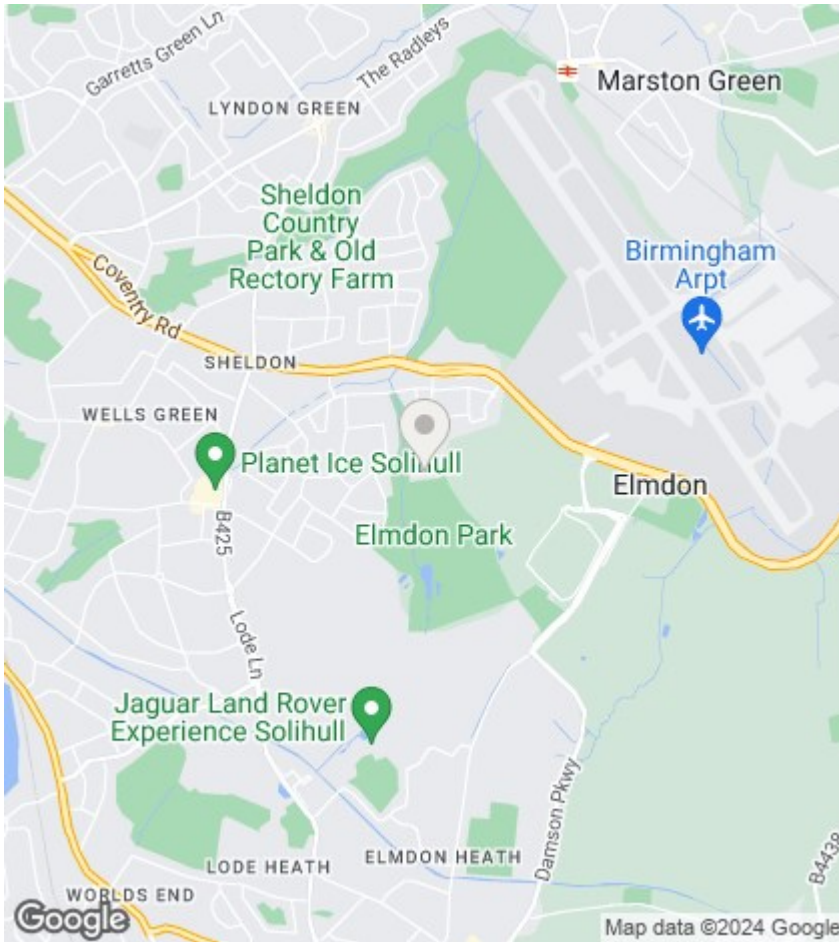 Garretts Green Ln
The Radleys
Marston Green
LYNDON GREEN
Sheldon
Country
Park & Old
Rectory Farm
Birmingham
Arpt
Coventry Rd
SHELDON
WELLS GREEN
Planet Ice Solihull
Elmdon
B425
Elmdon Park
Lode Ln
Jaguar Land Rover
Experience Solihull
Damson Pkwy
B4438
LODE HEATH
ELMDON HEATH
WORLDS END
Google
Map data ©2024 Google